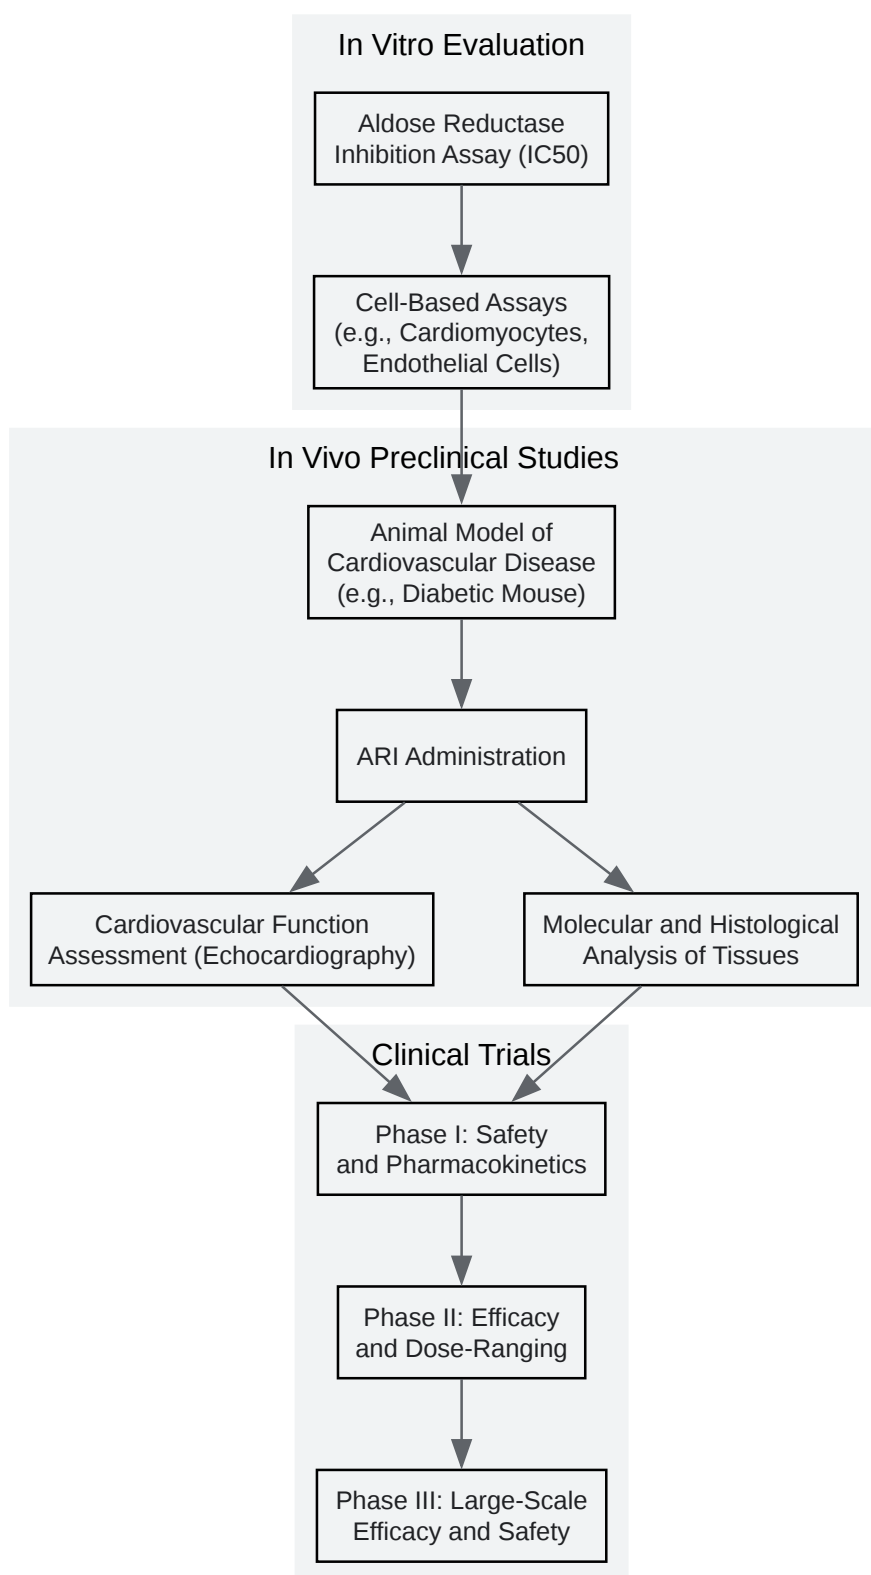 In Vitro Evaluation
Aldose Reductase
Inhibition Assay (IC50)
Cell-Based Assays
(e.g., Cardiomyocytes,
Endothelial Cells)
In Vivo Preclinical Studies
Animal Model of
Cardiovascular Disease
(e.g., Diabetic Mouse)
ARI Administration
Cardiovascular Function
Assessment (Echocardiography)
Molecular and Histological
Analysis of Tissues
Clinical Trials
Phase I: Safety
and Pharmacokinetics
Phase II: Efficacy
and Dose-Ranging
Phase III: Large-Scale
Efficacy and Safety